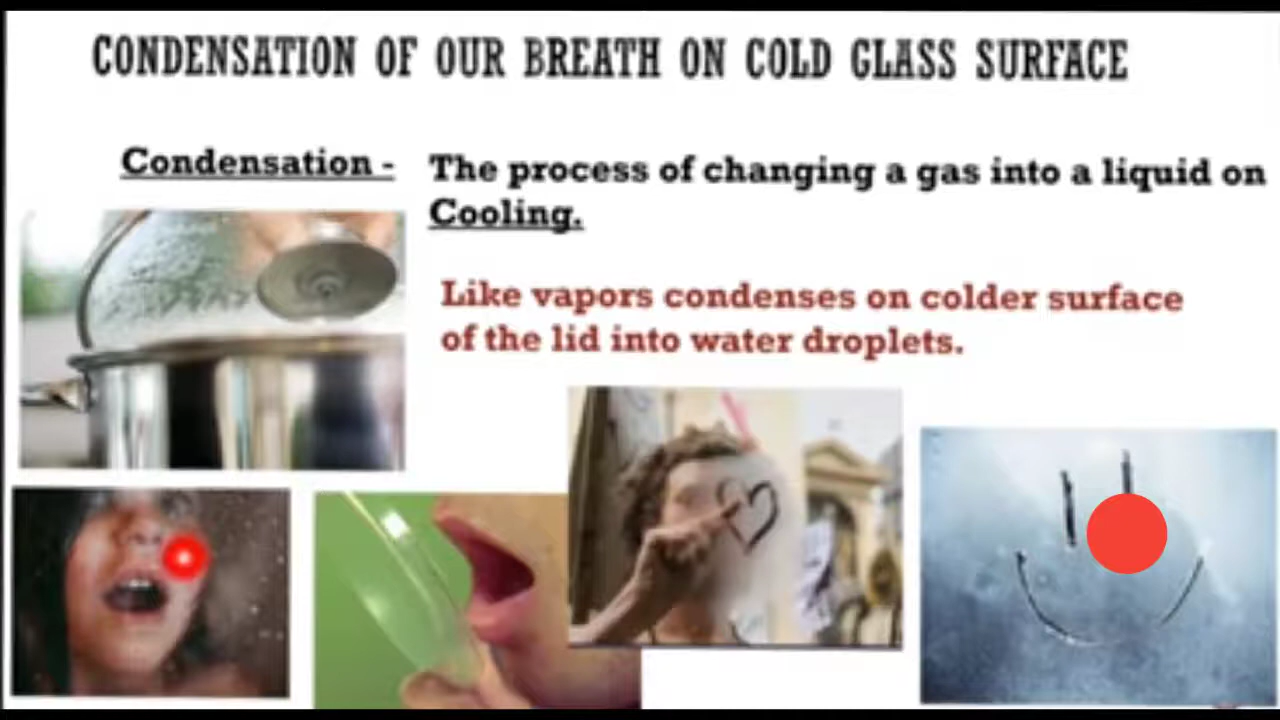 CONDENSATION OF OUR BREATH ON COLD GLASS SURFACE
Condensation - The process of changing a gas into a liquid on
Cooling.
Like vapors condenses on colder surface
of the lid into water droplets.